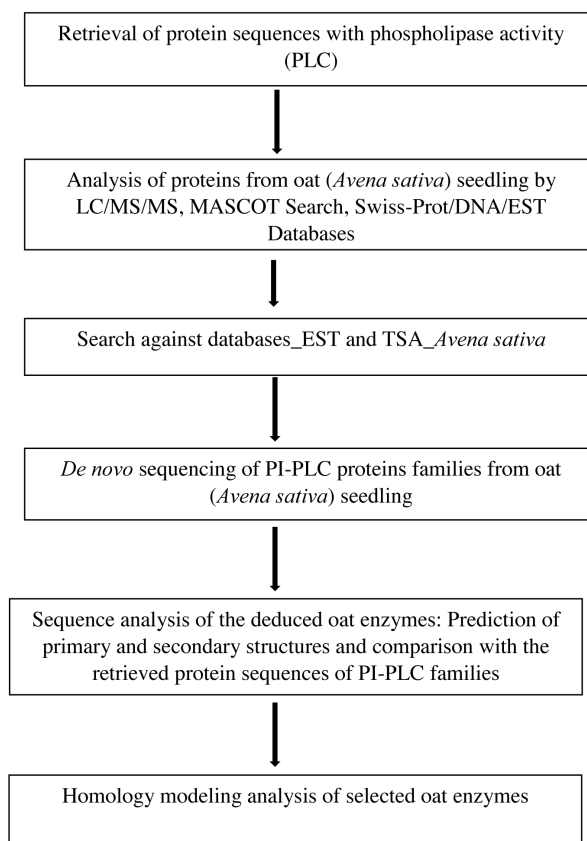 Retrieval of protein sequences with phospholipase activity
(PLC)
Analysis of proteins from oat (Avena sativa) seedling by
LC/MS/MS, MASCOT Search, Swiss-Prot/DNA/EST
Databases
Search against databases_EST and TSA_Avena sativa
De novo sequencing of PI-PLC proteins families from oat
(Avena sativa) seedling
Sequence analysis of the deduced oat enzymes: Prediction of
primary and secondary structures and comparison with the
retrieved protein sequences of PI-PLC families
Homology modeling analysis of selected oat enzymes